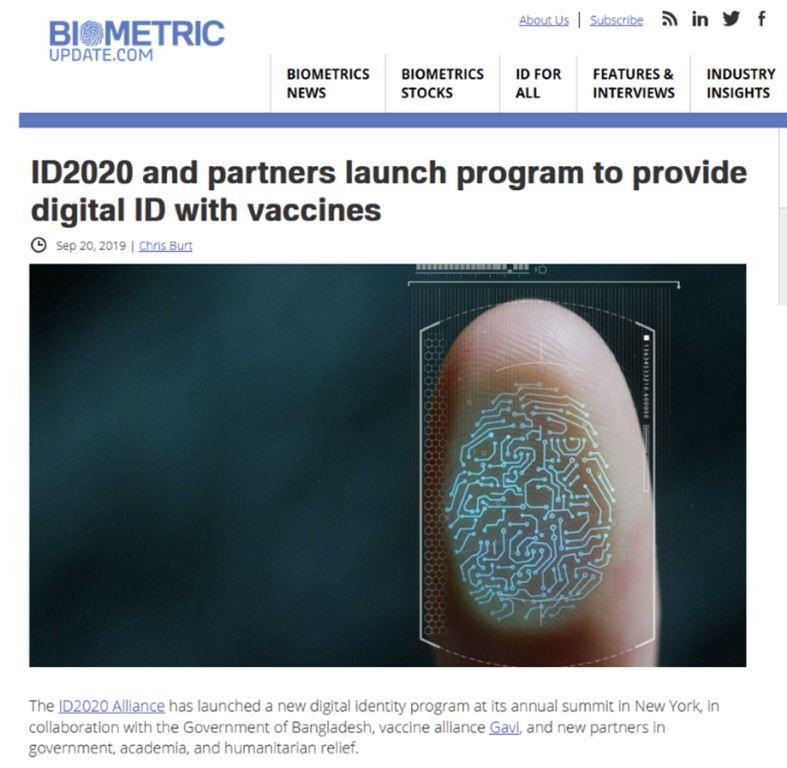 About Us | Subscribe
BIOMETRIC
UPDATE.COM
BIOMETRICS NEWS
BIOMETRICS STOCKS
ID FOR ALL
FEATURES & INTERVIEWS
INDUSTRY INSIGHTS
ID2020 and partners launch program to provide
digital ID with vaccines
Sep 20, 2019 | Chris Burt
The ID2020 Alliance has launched a new digital identity program at its annual summit in New York, in
collaboration with the Government of Bangladesh, vaccine alliance Gavi, and new partners in
government, academia, and humanitarian relief.